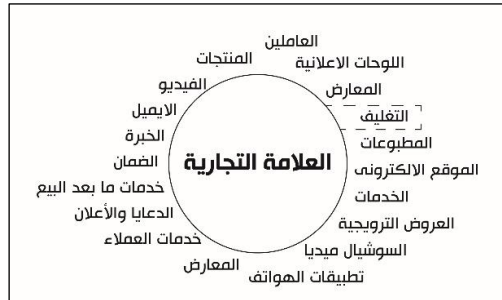 العاملين
اللوحات الاعلانية
المعارض
التغليف
المطبوعات
الموقع الالكترونى
الخدمات
العروض الترويجية
السوشيال ميديا
تطبيقات الهواتف
المعارض
خدمات العملاء
الدعايا والأعلان
خدمات ما بعد البيع
الضمان
الخبرة
الايميل
الفيديو
المنتجات
العلامة التجارية